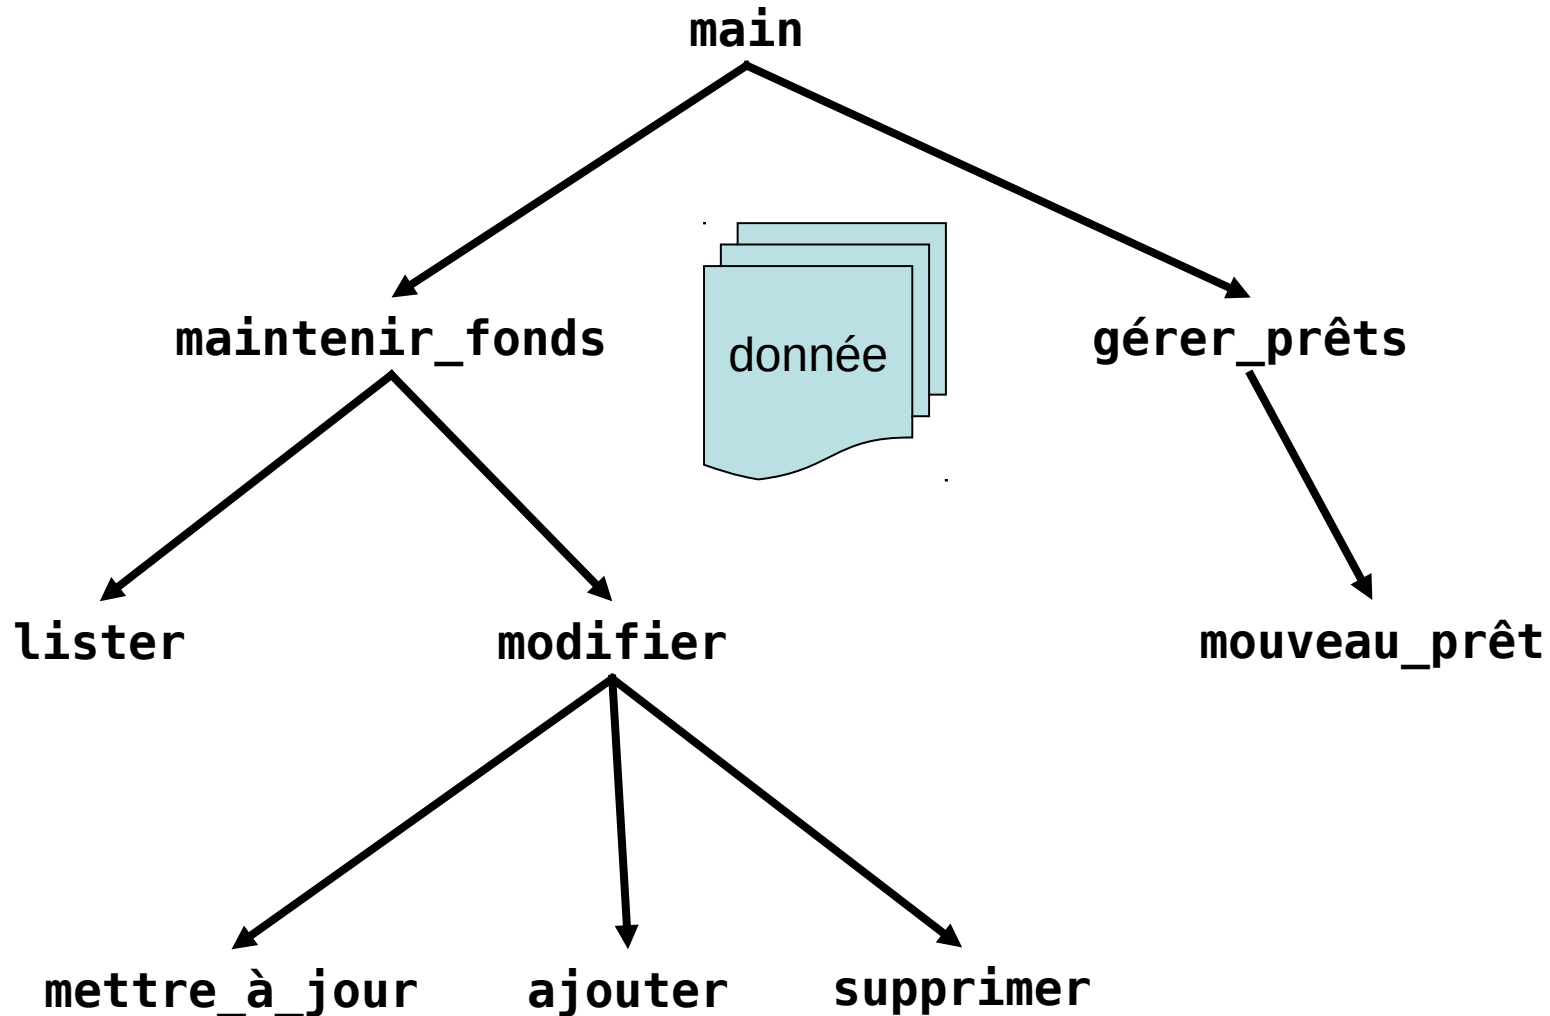 main
maintenir_fonds
donnée
gérer_prêts
lister
modifier
mouveau_prêt
mettre_à_jour
ajouter
supprimer